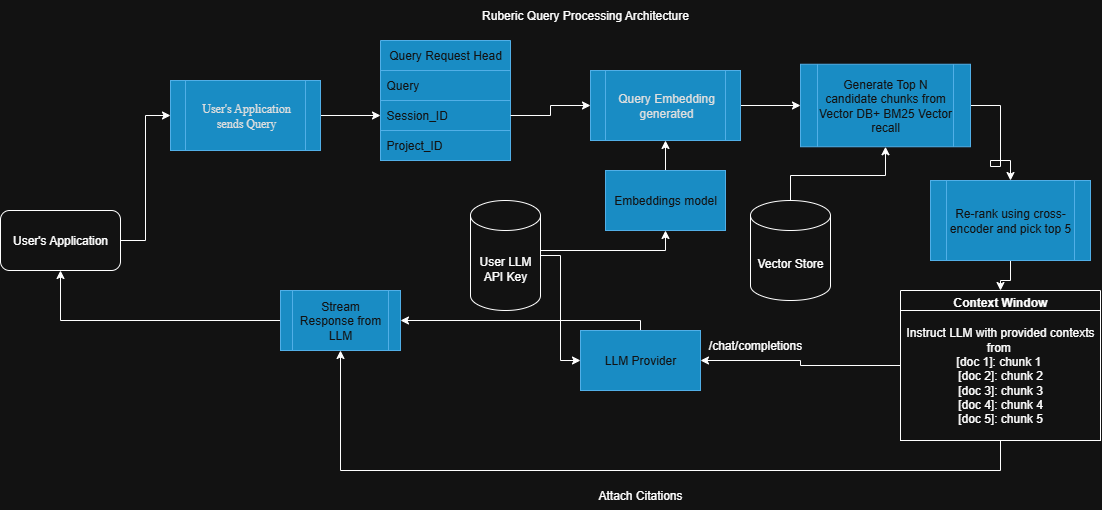 Ruberic Query Processing Architecture
User's Application
sends Query
Query Request Head
Query
Session_ID
Project_ID
Query Embedding
generated
Generate Top N
candidate chunks from
Vector DB+ BM25 Vector
recall
Embeddings model
Re-rank using cross-
encoder and pick top 5
User's Application
User LLM
API Key
Vector Store
Stream
Response from
LLM
LLM Provider
/chat/completions
Context Window
Instruct LLM with provided contexts
from
[doc 1]: chunk 1
[doc 2]: chunk 2
[doc 3]: chunk 3
[doc 4]: chunk 4
[doc 5]: chunk 5
Attach Citations